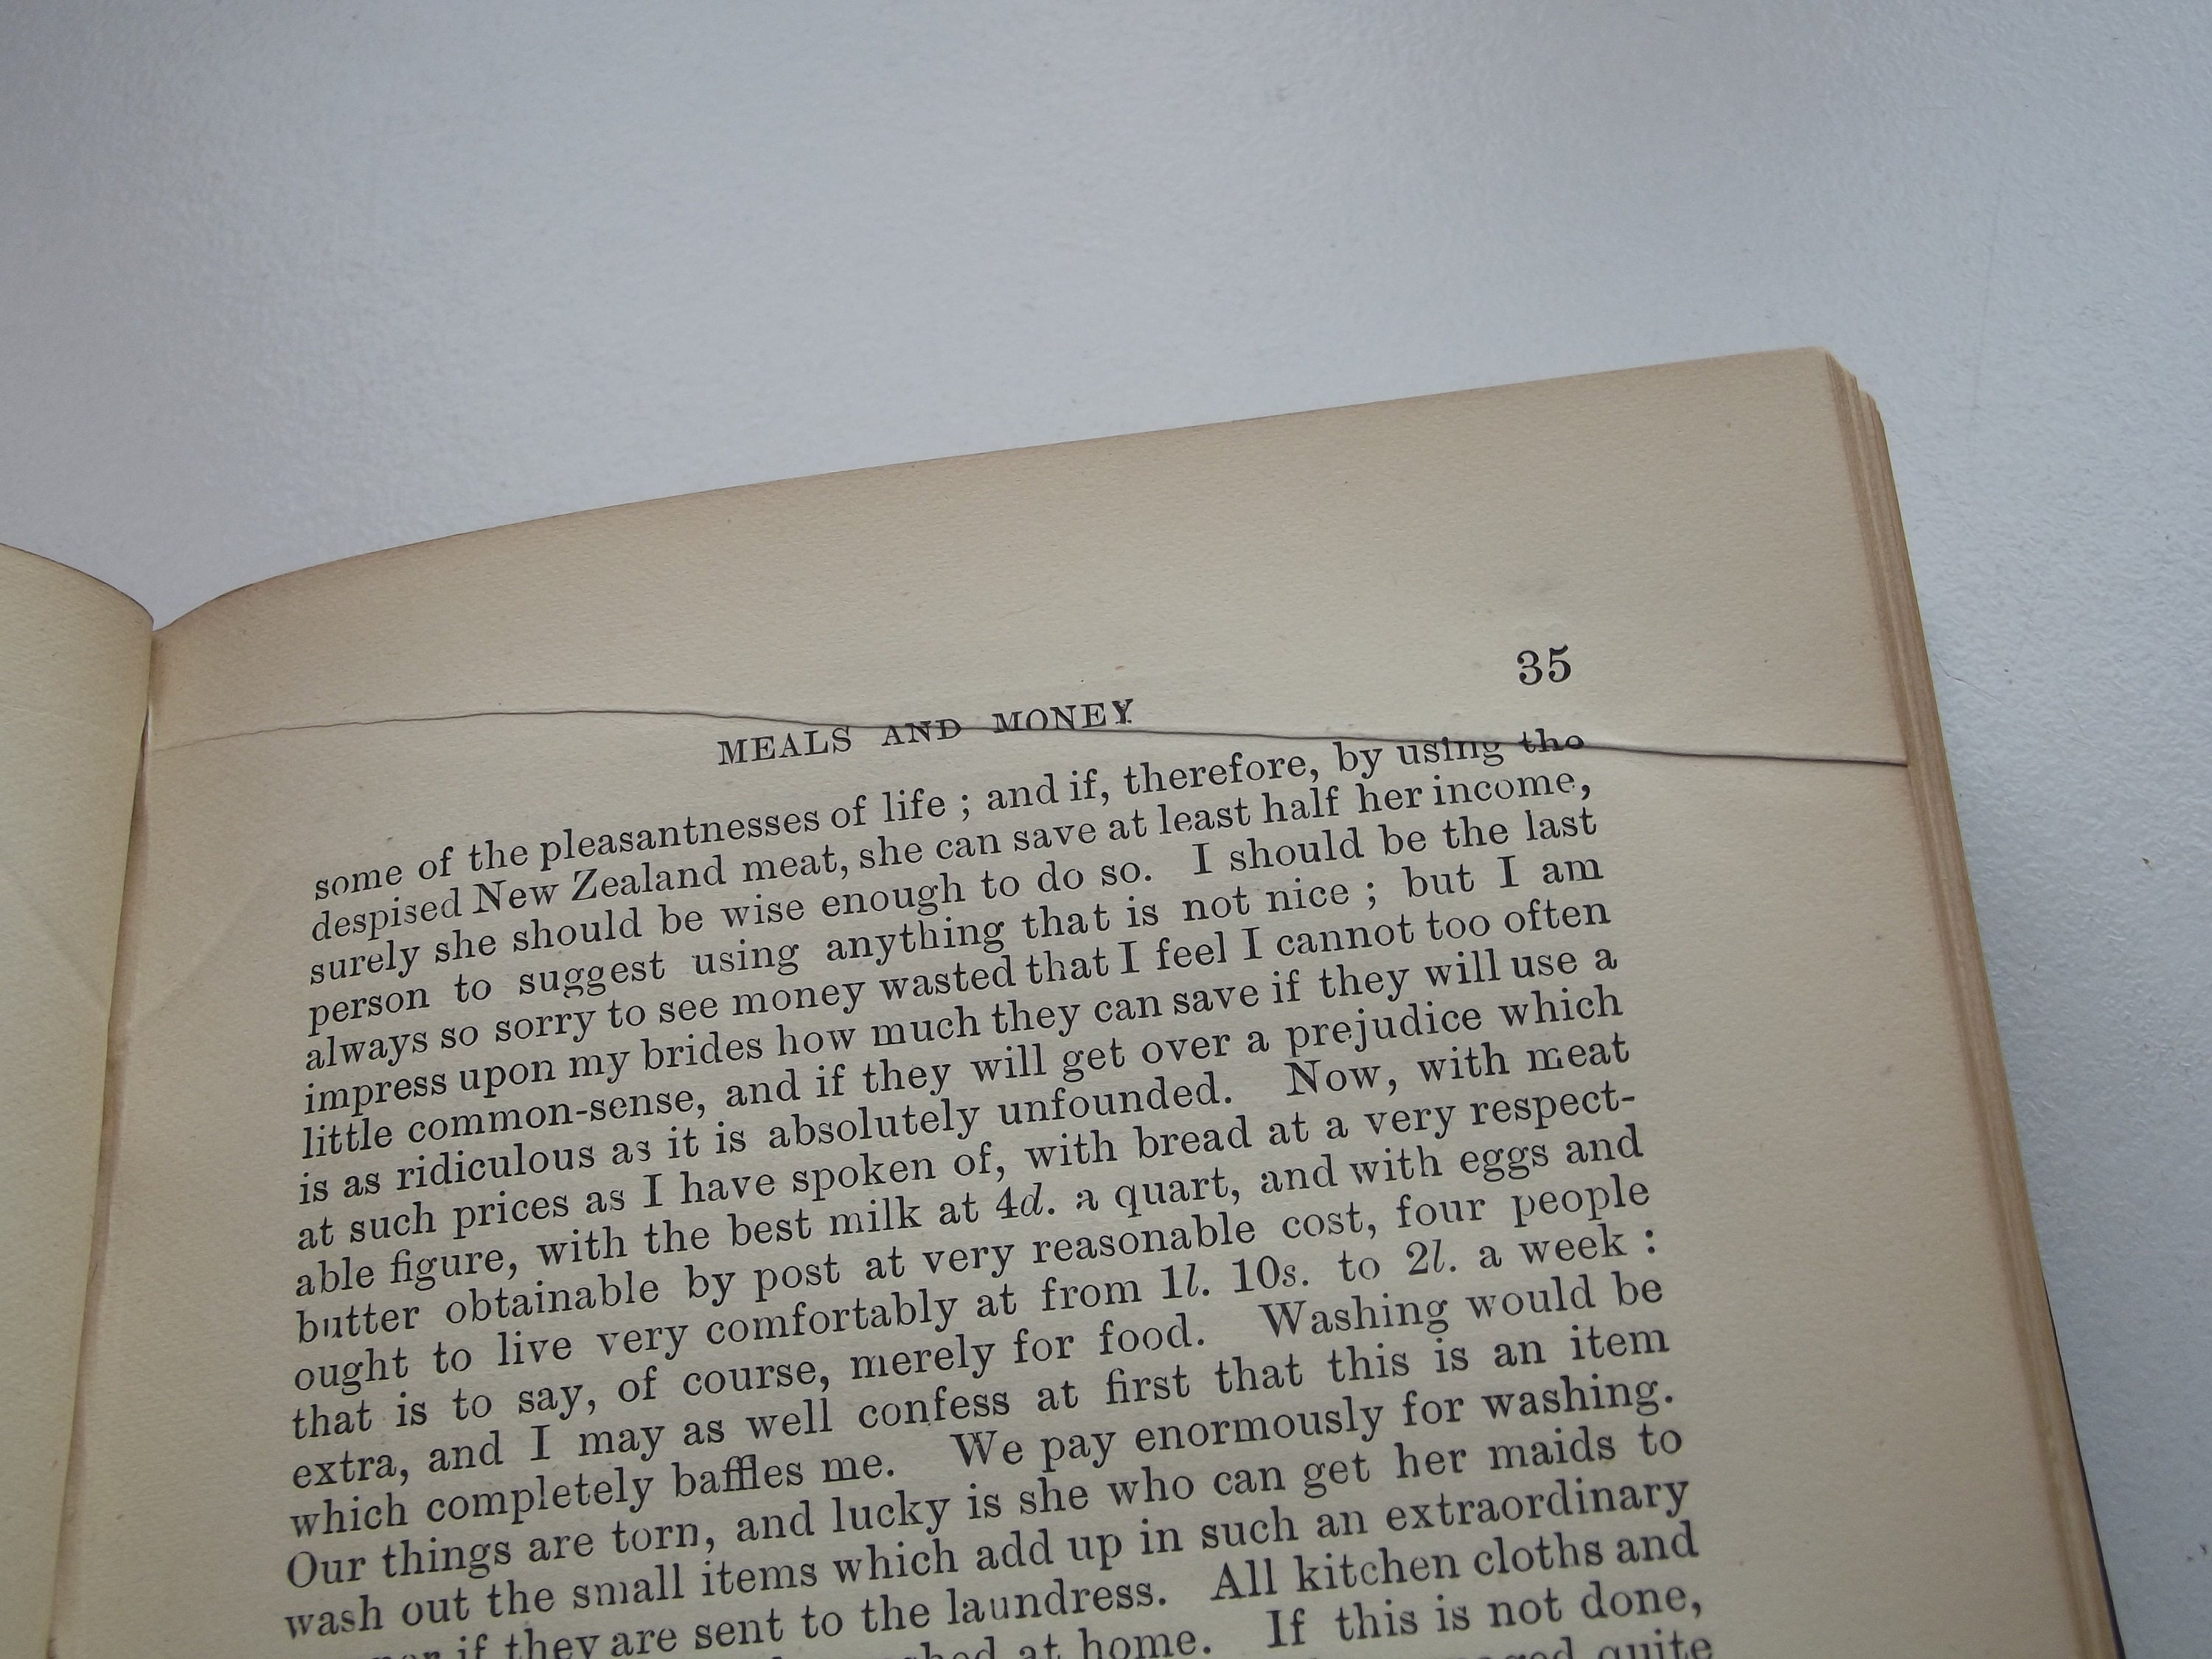 MEALS AND MONEY 35
some of the pleasantnesses of life ; and if, therefore, by using the
despised New Zealand meat, she can save at least half her income,
surely she should be wise enough to do so. I should be the last
person to suggest using anything that is not nice ; but I am
always so sorry to see money wasted that I feel I cannot too often
impress upon my brides how much they can save if they will use a
little common-sense, and if they will get over a prejudice which
is as ridiculous as it is absolutely unfounded. Now, with meat
at such prices as I have spoken of, with bread at a very respect-
able figure, with the best milk at 4d. a quart, and with eggs and
butter obtainable by post at very reasonable cost, four people
ought to live very comfortably at from 1l. 10s. to 2l. a week :
that is to say, of course, merely for food. Washing would be
extra, and I may as well confess at first that this is an item
which completely baffles me. We pay enormously for washing.
Our things are torn, and lucky is she who can get her maids to
wash out the small items which add up in such an extraordinary
if they are sent to the laundress. All kitchen cloths and
at home. If this is not done,
quite